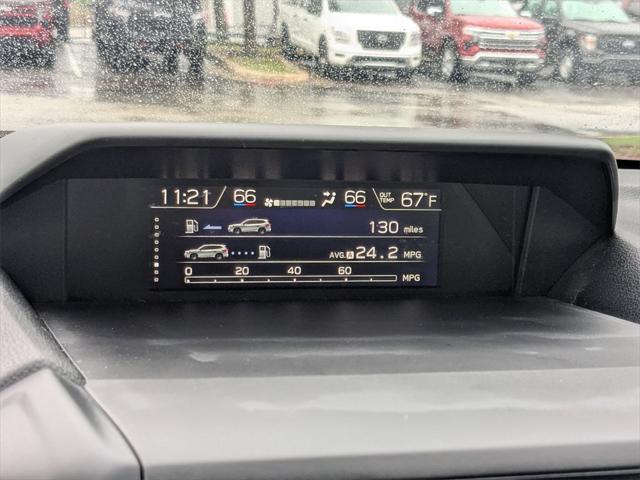 11:21 66 66 OUT TEMP 67°F
130 miles
AVG. A 24.2 MPG
0 20 40 60 MPG